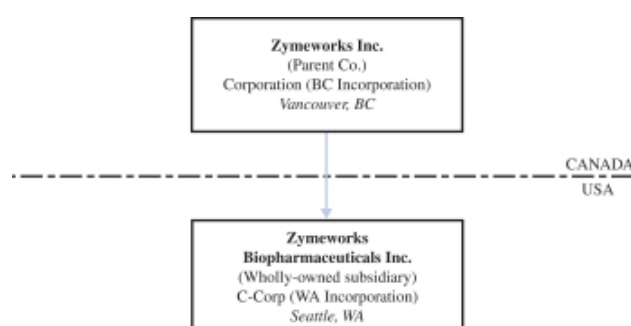 Zymeworks Inc.
(Parent Co.)
Corporation (BC Incorporation)
Vancouver, BC
CANADA
USA
Zymeworks
Biopharmaceuticals Inc.
(Wholly-owned subsidiary)
C-Corp (WA Incorporation)
Seattle, WA